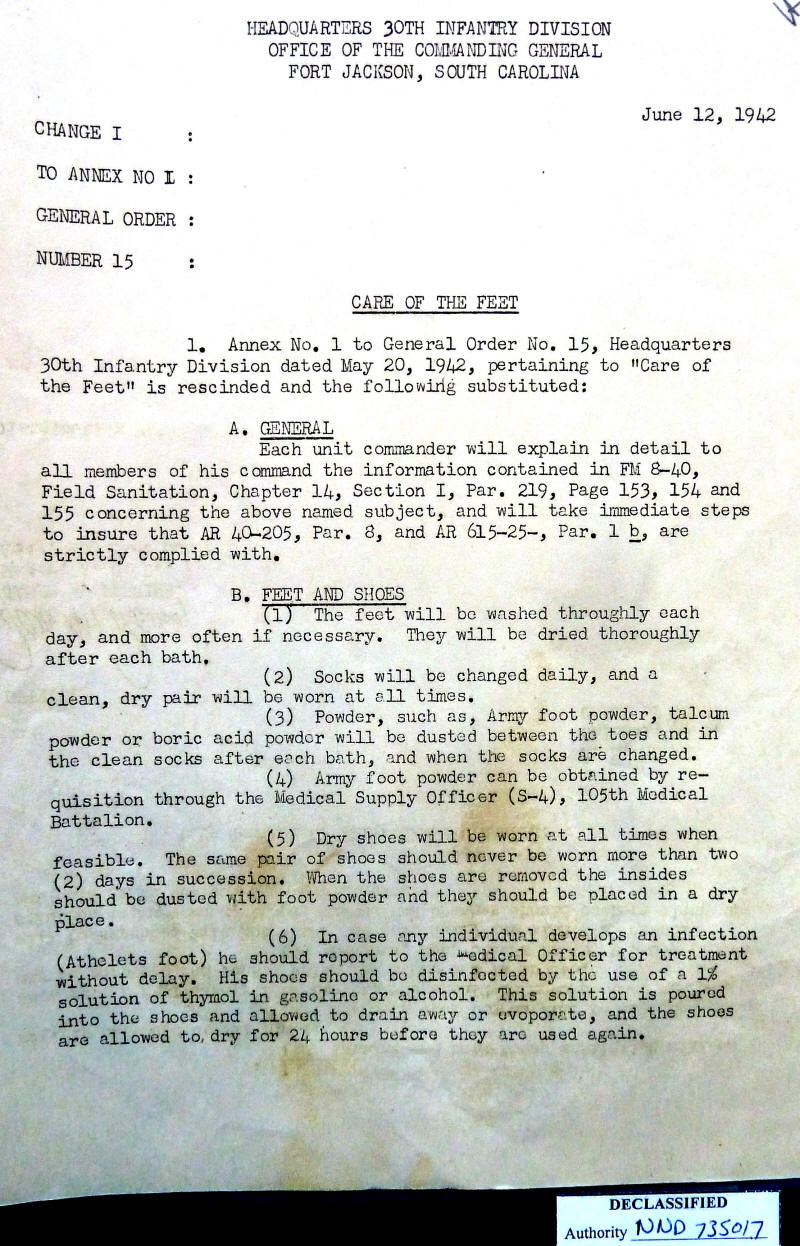 HEADQUARTERS 30TH INFANTRY DIVISION
OFFICE OF THE COMMANDING GENERAL
FORT JACKSON, SOUTH CAROLINA
June 12, 1942
CHANGE I :
TO ANNEX NO I :
GENERAL ORDER :
NUMBER 15 :
CARE OF THE FEET
1. Annex No. 1 to General Order No. 15, Headquarters
30th Infantry Division dated May 20, 1942, pertaining to "Care of
the Feet" is rescinded and the following substituted:
A. GENERAL
Each unit commander will explain in detail to
all members of his command the information contained in FM 8-40,
Field Sanitation, Chapter 14, Section I, Par. 219, Page 153, 154 and
155 concerning the above named subject, and will take immediate steps
to insure that AR 40-205, Par. 8, and AR 615-25-, Par. 1 b, are
strictly complied with.
B. FEET AND SHOES
(1) The feet will be washed throughly each
day, and more often if necessary. They will be dried thoroughly
after each bath.
(2) Socks will be changed daily, and a
clean, dry pair will be worn at all times.
(3) Powder, such as, Army foot powder, talcum
powder or boric acid powder will be dusted between the toes and in
the clean socks after each bath, and when the socks are changed.
(4) Army foot powder can be obtained by re-
quisition through the Medical Supply Officer (S-4), 105th Medical
Battalion.
(5) Dry shoes will be worn at all times when
feasible. The same pair of shoes should never be worn more than two
(2) days in succession. When the shoes are removed the insides
should be dusted with foot powder and they should be placed in a dry
place.
(6) In case any individual develops an infection
(Athelets foot) he should report to the Medical Officer for treatment
without delay. His shoes should be disinfected by the use of a 1%
solution of thymol in gasoline or alcohol. This solution is poured
into the shoes and allowed to drain away or evoporate, and the shoes
are allowed to, dry for 24 hours before they are used again.
DECLASSIFIED
Authority NND 735017